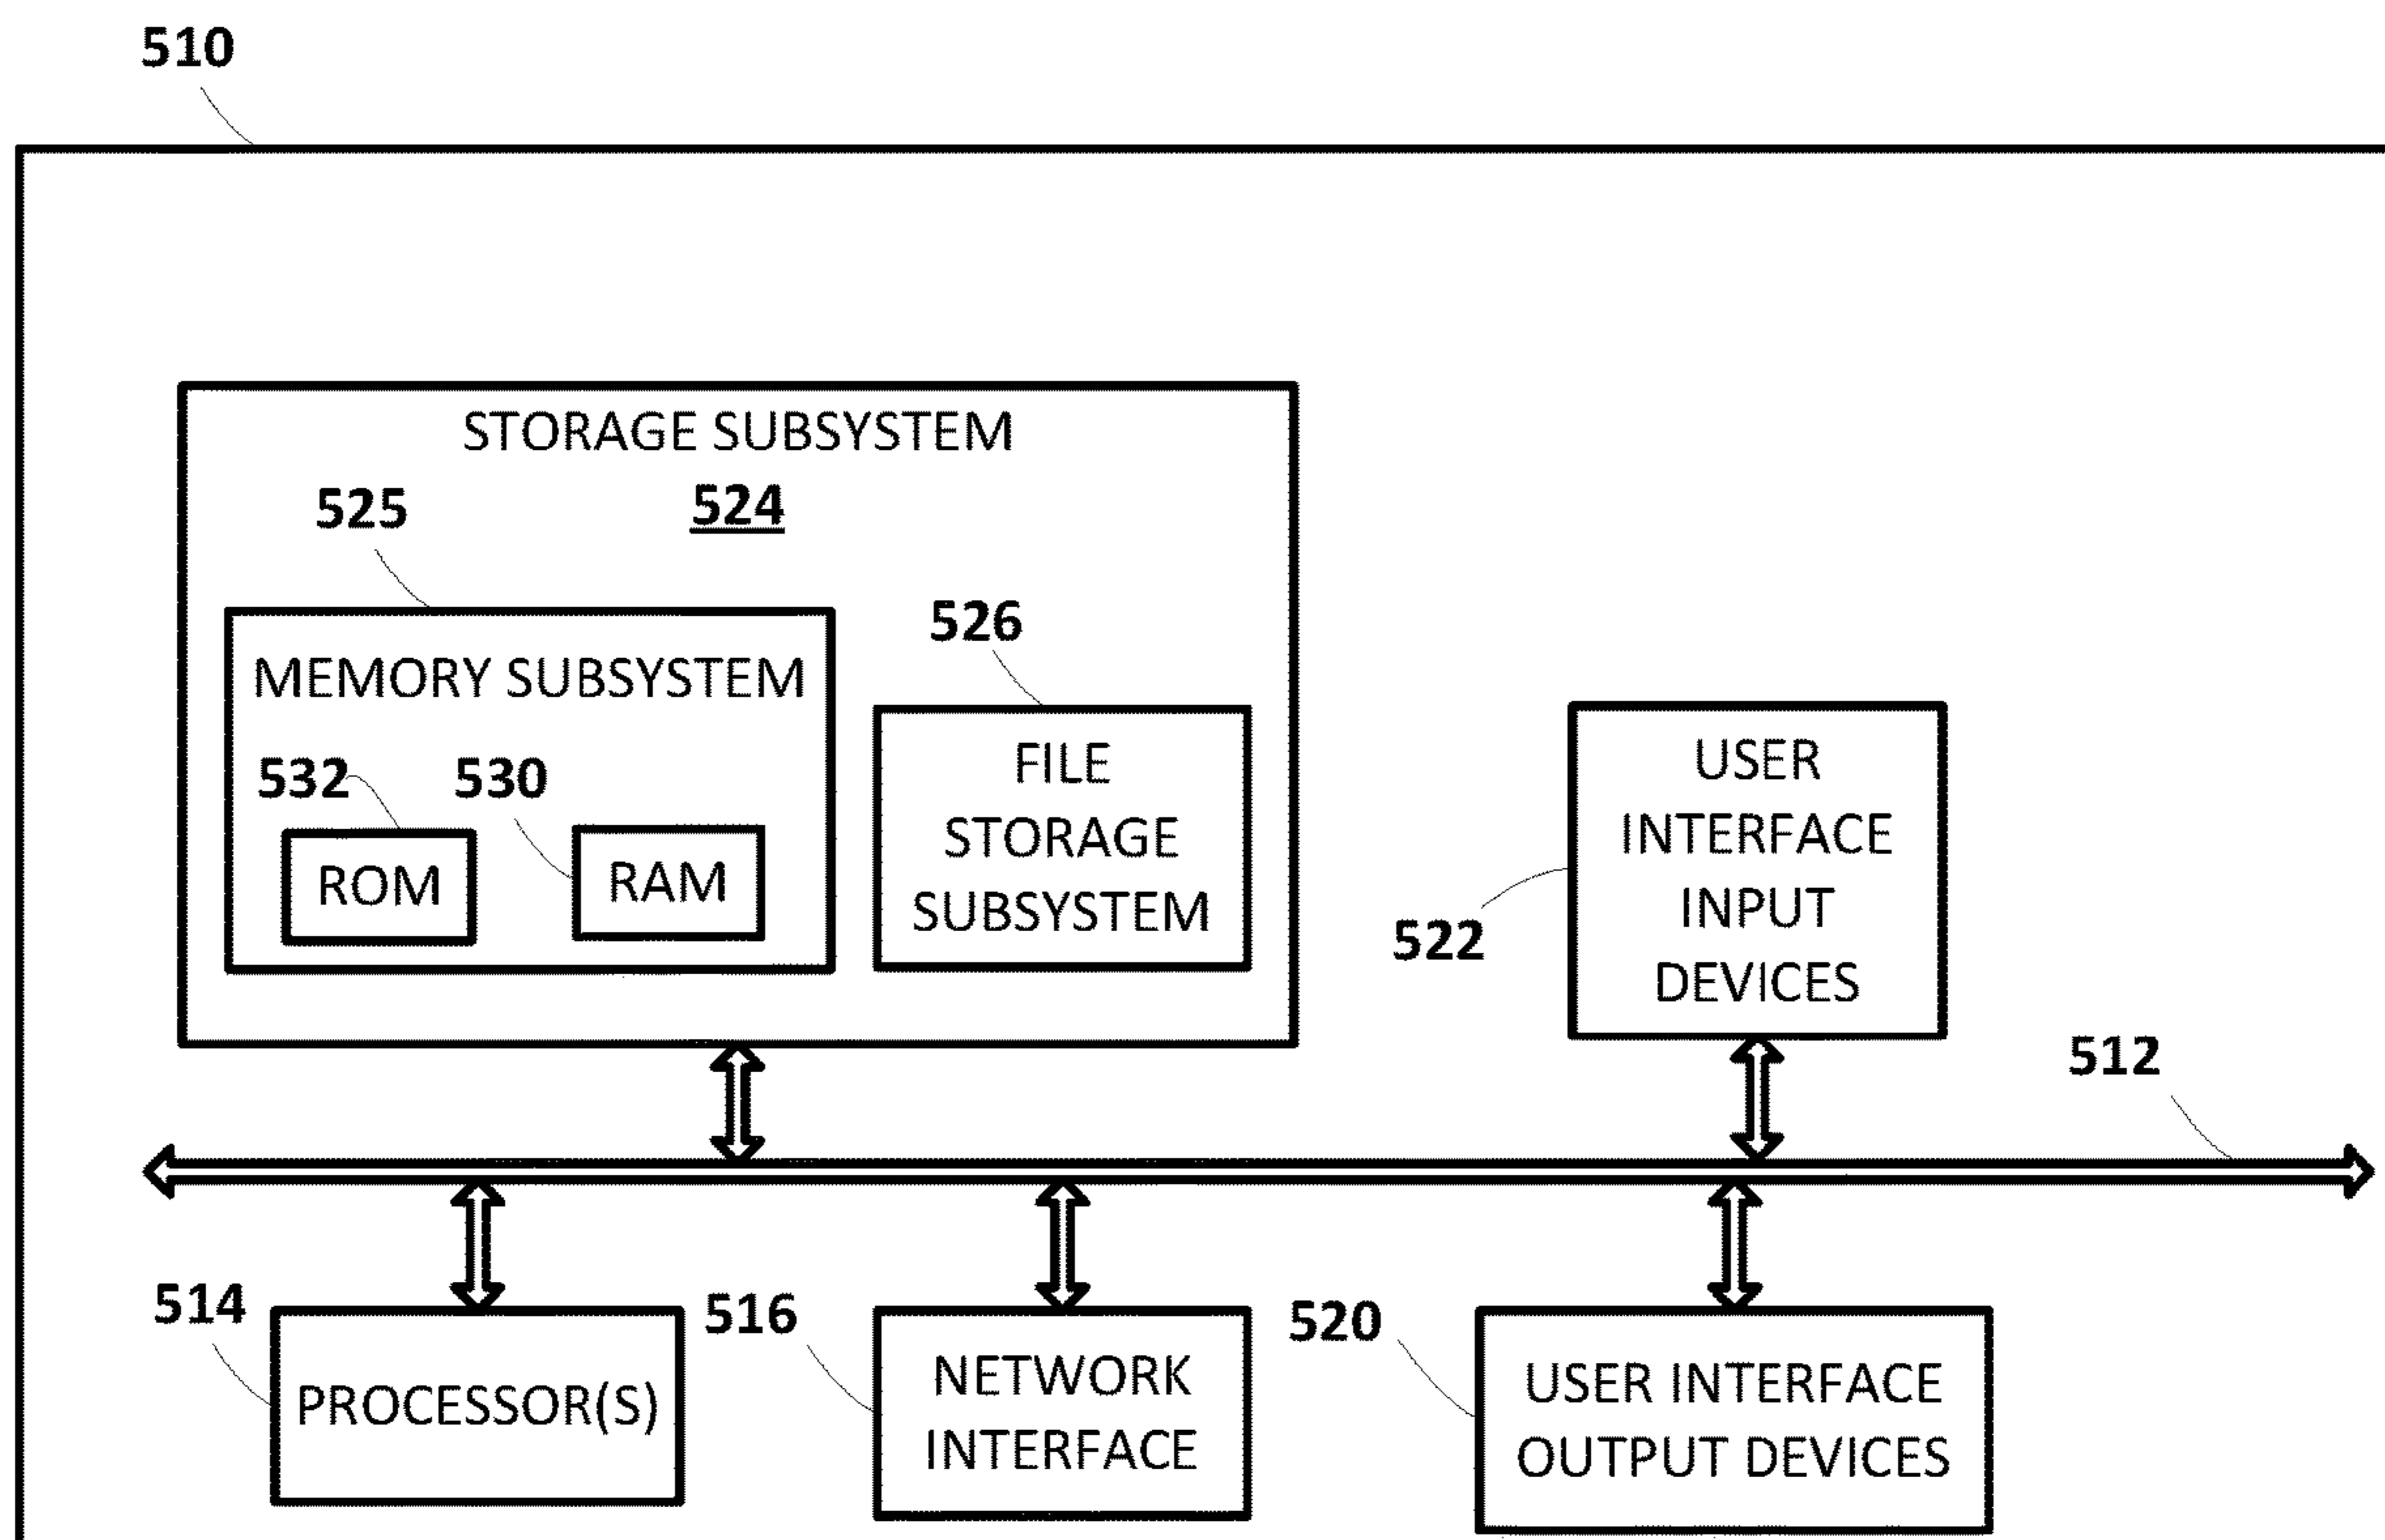 510
STORAGE SUBSYSTEM
524
525
MEMORY SUBSYSTEM
532
530
ROM
RAM
526
FILE
STORAGE
SUBSYSTEM
USER
INTERFACE
INPUT
DEVICES
522
512
514
PROCESSOR(S)
516
NETWORK
INTERFACE
520
USER INTERFACE
OUTPUT DEVICES